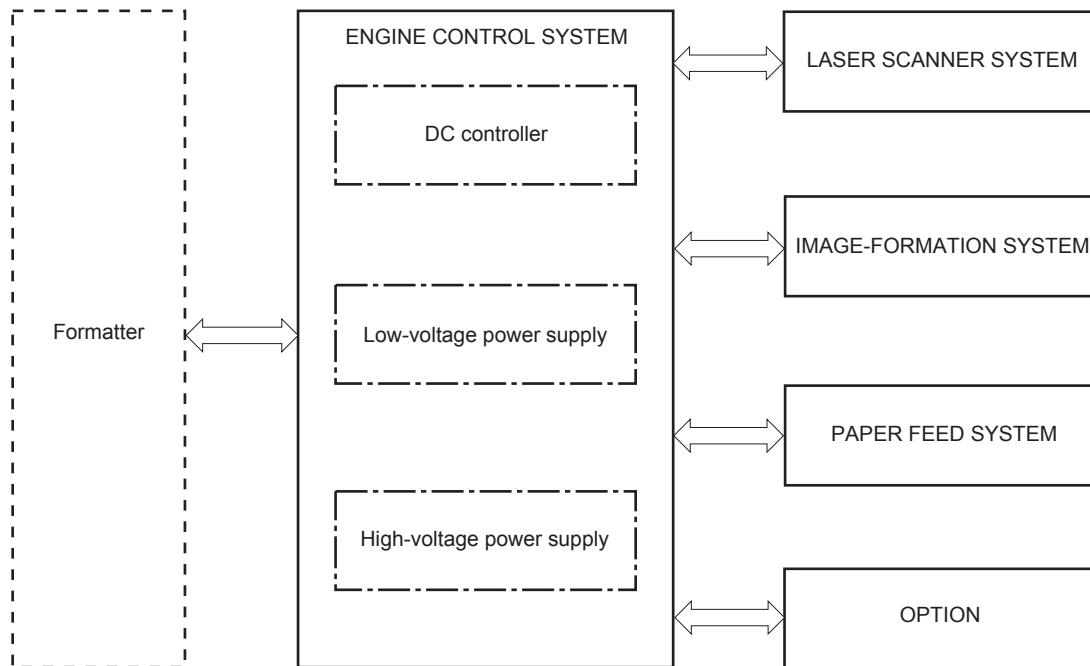 ENGINE CONTROL SYSTEM
DC controller
Low-voltage power supply
High-voltage power supply
Formatter
LASER SCANNER SYSTEM
IMAGE-FORMATION SYSTEM
PAPER FEED SYSTEM
OPTION